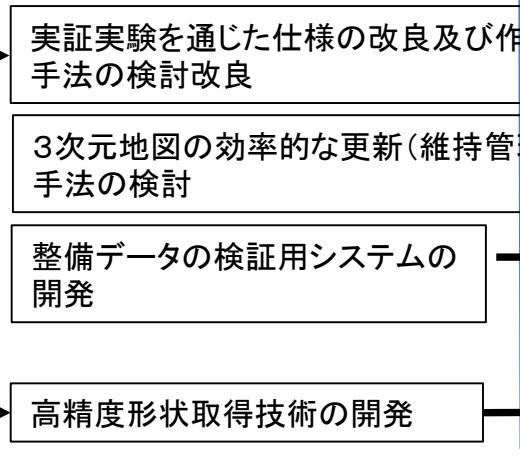 実証実験を通じた仕様の改良及び作
手法の検討改良
３次元地図の効率的な更新（維持管
手法の検討
整備データの検証用システムの
開発
高精度形状取得技術の開発